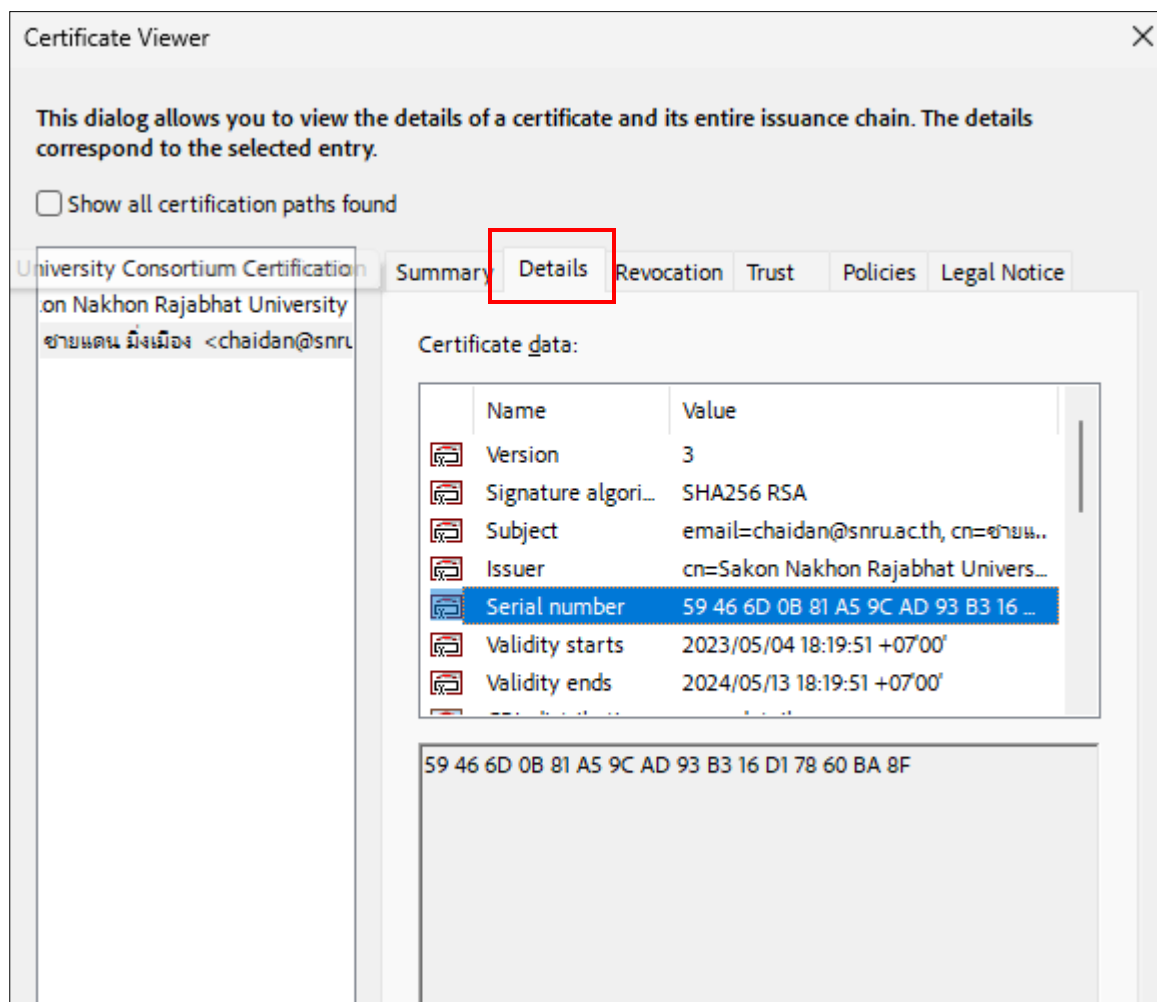 Certificate Viewer
This dialog allows you to view the details of a certificate and its entire issuance chain. The details
correspond to the selected entry.
Show all certification paths found
University Consortium Certification
on Nakhon Rajabhat University
ชายแดน มิ่งเมือง <chaidan@snru
Summary Details Revocation Trust Policies Legal Notice
Certificate data:
Name Value
Version 3
Signature algori... SHA256 RSA
Subject email=chaidan@snru.ac.th, cn=ชายแ..
Issuer cn=Sakon Nakhon Rajabhat Univers...
Serial number 59 46 6D 0B 81 A5 9C AD 93 B3 16 ...
Validity starts 2023/05/04 18:19:51 +07'00'
Validity ends 2024/05/13 18:19:51 +07'00'
59 46 6D 0B 81 A5 9C AD 93 B3 16 D1 78 60 BA 8F